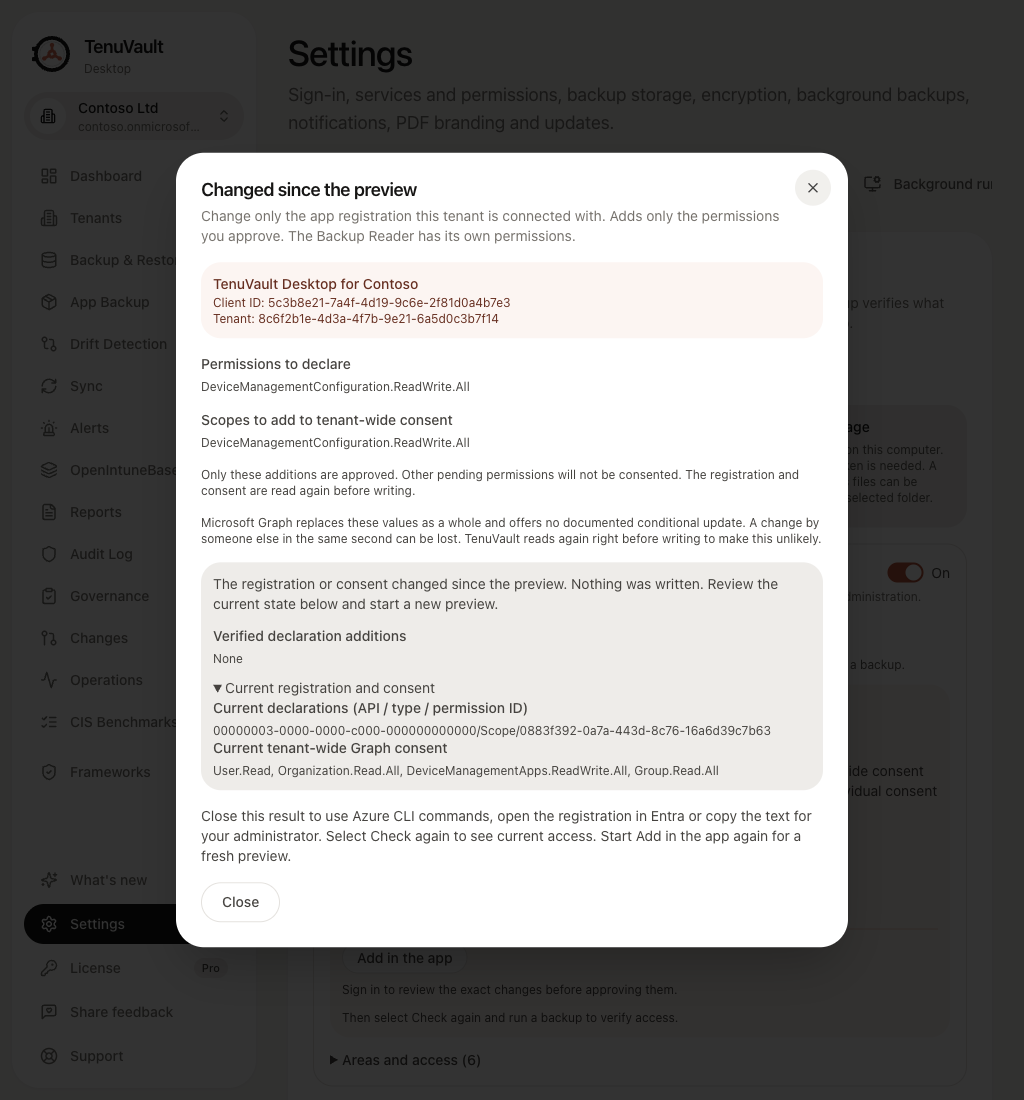 TenuVault
Desktop
Contoso Ltd
contoso.onmicrosof...
Dashboard
Tenants
Backup & Resto
App Backup
Drift Detection
Sync
Alerts
OpenIntuneBase
Reports
Audit Log
Governance
Changes
Operations
CIS Benchmarks
Frameworks
What's new
Settings
License
Pro
Share feedback
Support
Settings
Sign-in, services and permissions, backup storage, encryption, background backups,
notifications, PDF branding and updates.
Background ru
Changed since the preview
Change only the app registration this tenant is connected with. Adds only the permissions
you approve. The Backup Reader has its own permissions.
TenuVault Desktop for Contoso
Client ID: 5c3b8e21-7a4f-4d19-9c6e-2f81d0a4b7e3
Tenant: 8c6f2b1e-4d3a-4f7b-9e21-6a5d0c3b7f14
Permissions to declare
DeviceManagementConfiguration.ReadWrite.All
Scopes to add to tenant-wide consent
DeviceManagementConfiguration.ReadWrite.All
Only these additions are approved. Other pending permissions will not be consented. The registration and
consent are read again before writing.
Microsoft Graph replaces these values as a whole and offers no documented conditional update. A change by
someone else in the same second can be lost. TenuVault reads again right before writing to make this unlikely.
The registration or consent changed since the preview. Nothing was written. Review the
current state below and start a new preview.
Verified declaration additions
None
Current registration and consent
Current declarations (API / type / permission ID)
00000003-0000-0000-c000-000000000000/Scope/0883f392-0a7a-443d-8c76-16a6d39c7b63
Current tenant-wide Graph consent
User.Read, Organization.Read.All, DeviceManagementApps.ReadWrite.All, Group.Read.All
Close this result to use Azure CLI commands, open the registration in Entra or copy the text for
your administrator. Select Check again to see current access. Start Add in the app again for a
fresh preview.
Close
verifies what
on this computer.
is needed. A
files can be
selected folder.
On
a backup.
consent
consent
Add in the app
Sign in to review the exact changes before approving them.
Then select Check again and run a backup to verify access.
Areas and access (6)